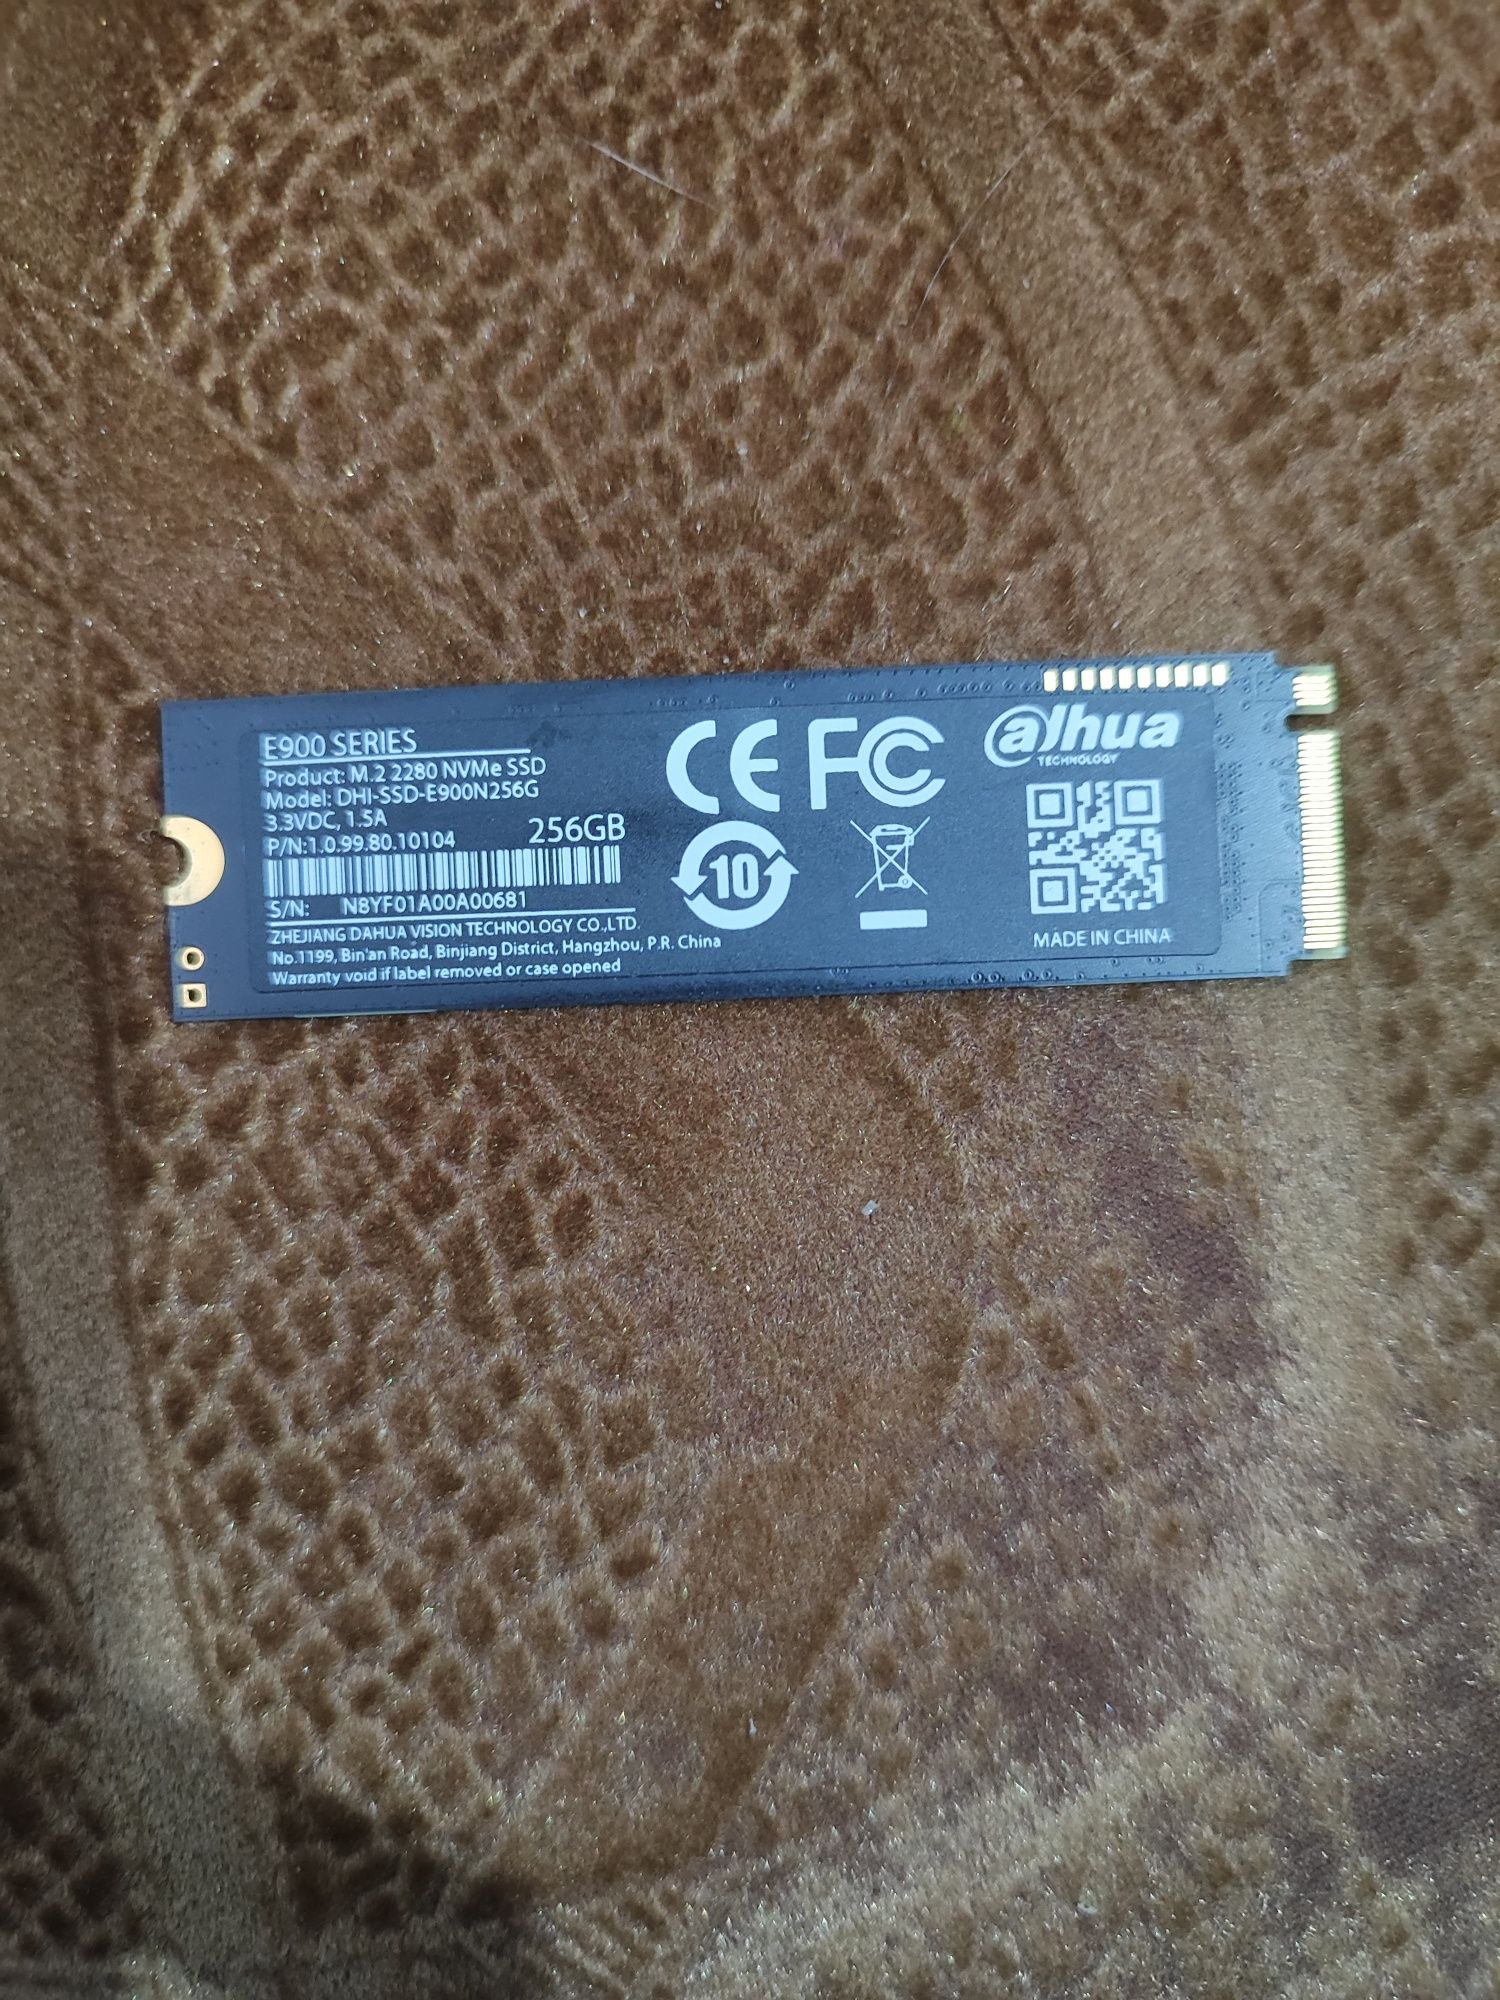 E900 SERIES
Product: M.2 2280 NVMe SSD
Model: DHI-SSD-E900N256G
3.3VDC, 1.5A
P/N:1.0.99.80.10104
256GB
S/N: N8YF01A00A00681
ZHEJIANG DAHUA VISION TECHNOLOGY CO.,LTD.
No.1199, Bin'an Road, Binjiang District, Hangzhou, P.R. China
Warranty void if label removed or case opened
CE FC
10
alhua
TECHNOLOGY
MADE IN CHINA